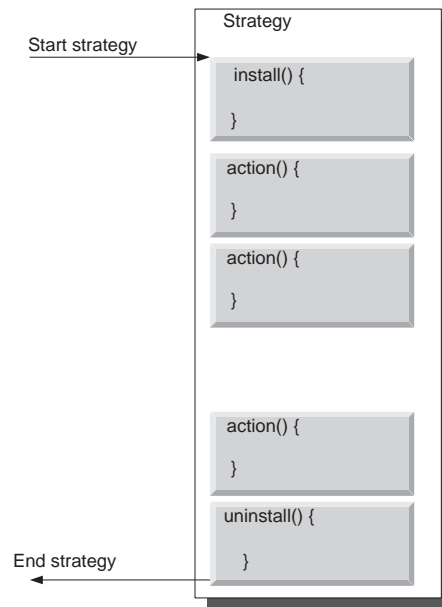 Strategy
Start strategy
install() {
}
action() {
}
action() {
}
action() {
}
uninstall() {
}
End strategy